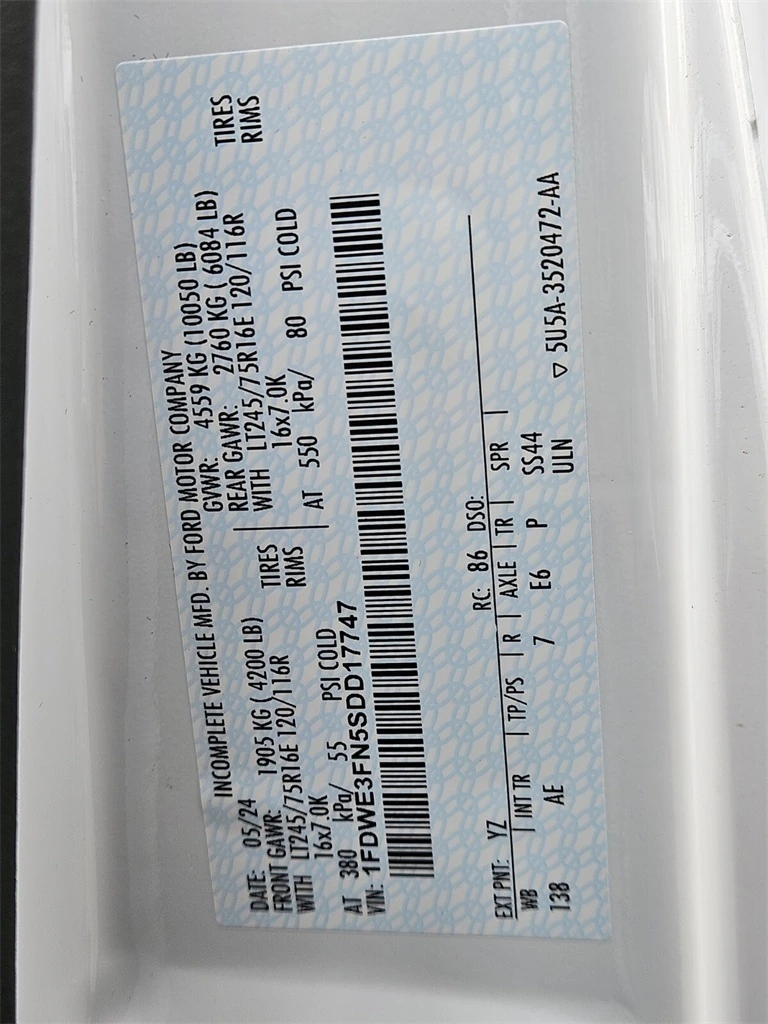 INCOMPLETE VEHICLE MFD. BY FORD MOTOR COMPANY
DATE: 05/24 GVWR: 4559 KG (10050 LB)
FRONT GAWR: 1905 KG ( 4200 LB) REAR GAWR: 2760 KG ( 6084 LB)
WITH LT245/75R16E 120/116R TIRES WITH LT245/75R16E 120/116R TIRES
16x7.0K RIMS 16x7.0K RIMS
AT 380 kPa/ 55 PSI COLD AT 550 kPa/ 80 PSI COLD
VIN: 1FDWE3FN5SDD17747
EXT PNT: YZ RC: 86 DSO:
WB INT TR TP/PS R AXLE TR SPR
138 AE 7 E6 P SS44
ULN ▽ 5U5A-3520472-AA